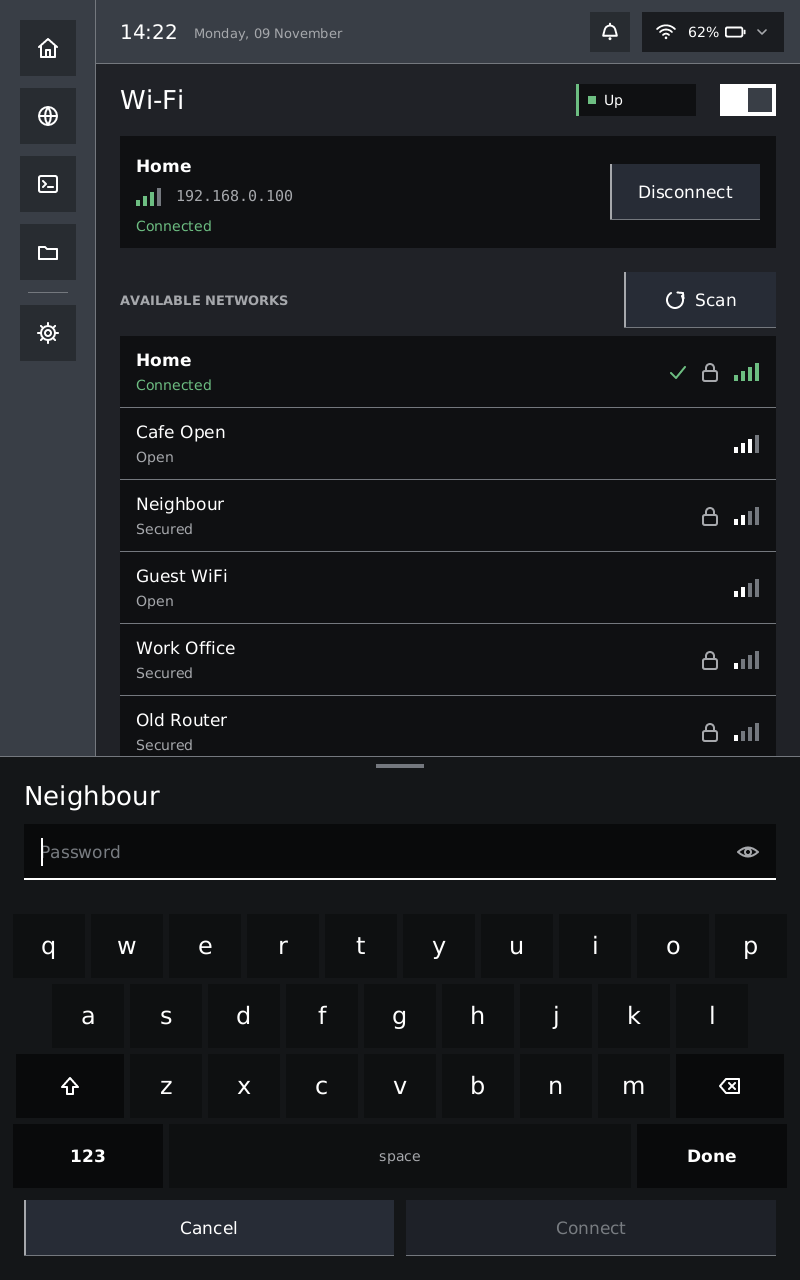 14:22 Monday, 09 November
62%
Wi-Fi
Up
Home
192.168.0.100
Connected
Disconnect
AVAILABLE NETWORKS
Scan
Home
Connected
Cafe Open
Open
Neighbour
Secured
Guest WiFi
Open
Work Office
Secured
Old Router
Secured
Neighbour
Password
q w e r t y u i o p
a s d f g h j k l
z x c v b n m
123 space Done
Cancel Connect